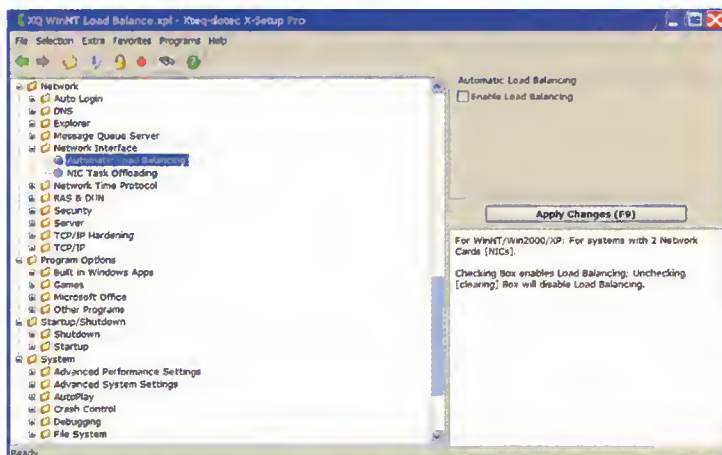 XQ WinNT Load Balance.xpl - Xteq-dotec X-Setup Pro
File Selection Extra Favorites Programs Help
Network
Auto Login
DNS
Explorer
Message Queue Server
Network Interface
Automatic Load Balancing
NIC Task Offloading
Network Time Protocol
RAS & DUN
Security
Server
TCP/IP Hardening
TCP/IP
Program Options
Built in Windows Apps
Games
Microsoft Office
Other Programs
Startup/Shutdown
Shutdown
Startup
System
Advanced Performance Settings
Advanced System Settings
AutoPlay
Crash Control
Debugging
File System
Ready
Automatic Load Balancing
Enable Load Balancing
Apply Changes (F9)
For WinNT/Win2000/XP: For systems with 2 Network
Cards [NICs].
Checking Box enables Load Balancing; Unchecking
[clearing] Box will disable Load Balancing.